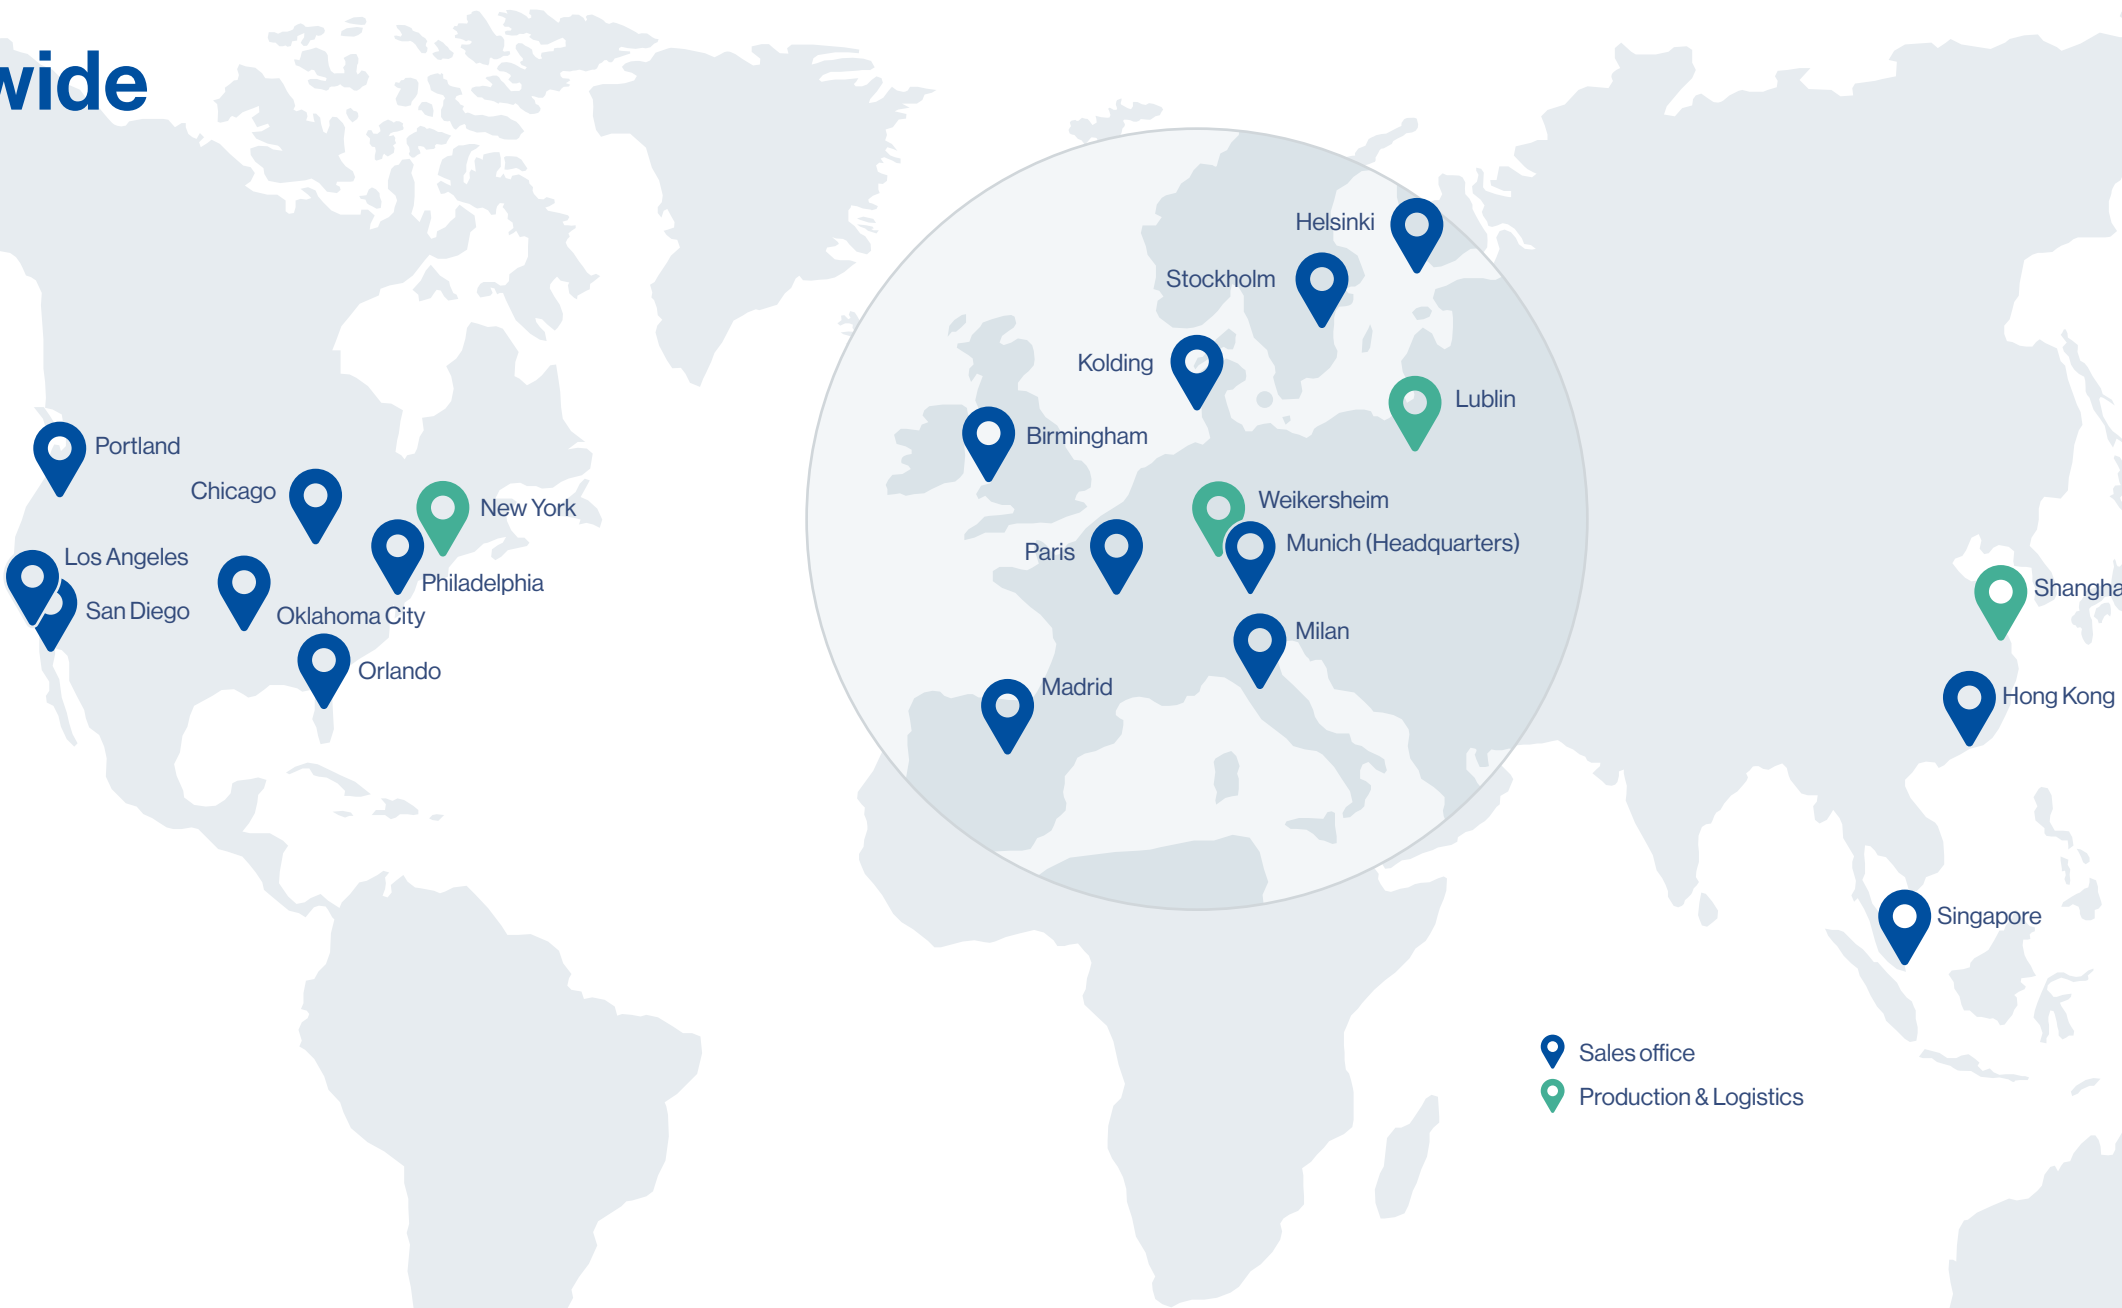 wide
Helsinki
Stockholm
Kolding
Lublin
Birmingham
Portland
Chicago
New York
Weikersheim
Munich (Headquarters)
Paris
Los Angeles
Philadelphia
San Diego
Oklahoma City
Shangha
Milan
Orlando
Madrid
Hong Kong
Singapore
Sales office
Production & Logistics